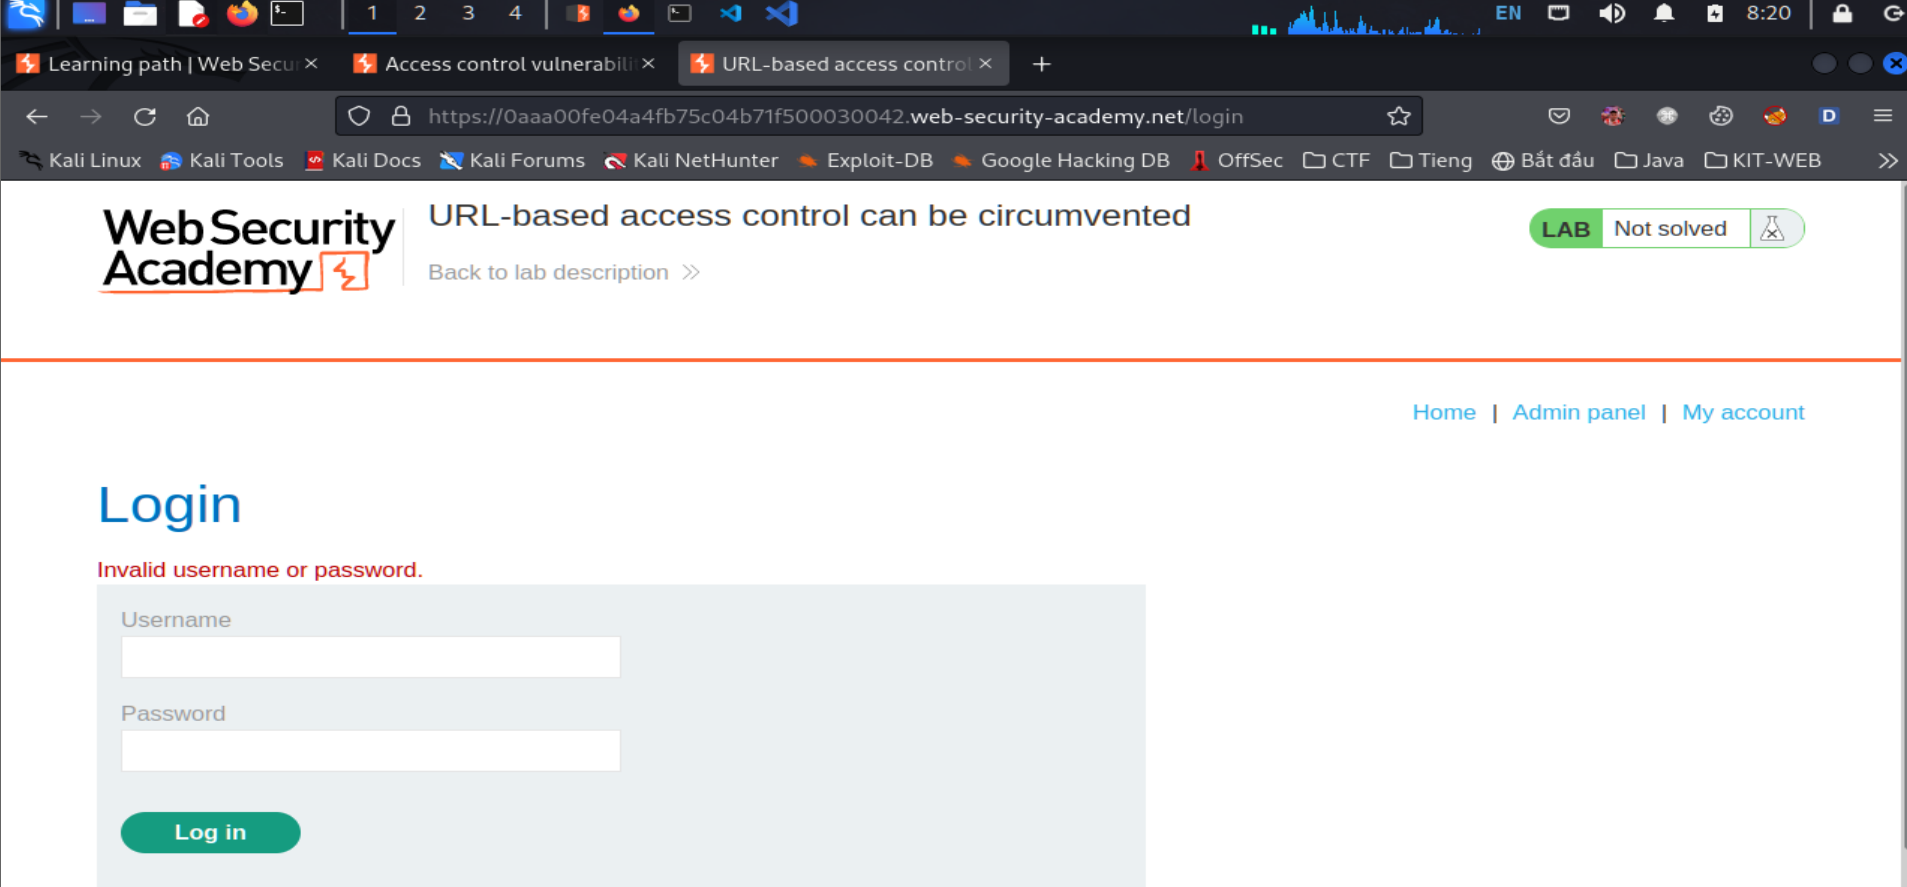 1 2 3 4 EN 8:20
Learning path | Web Secu Access control vulnerabili URL-based access control
https://0aaa00fe04a4fb75c04b71f500030042.web-security-academy.net/login
Kali Linux Kali Tools Kali Docs Kali Forums Kali NetHunter Exploit-DB Google Hacking DB OffSec CTF Tieng Bắt đầu Java KIT-WEB
Web Security
Academy
URL-based access control can be circumvented
Back to lab description
LAB Not solved
Home | Admin panel | My account
Login
Invalid username or password.
Username
Password
Log in